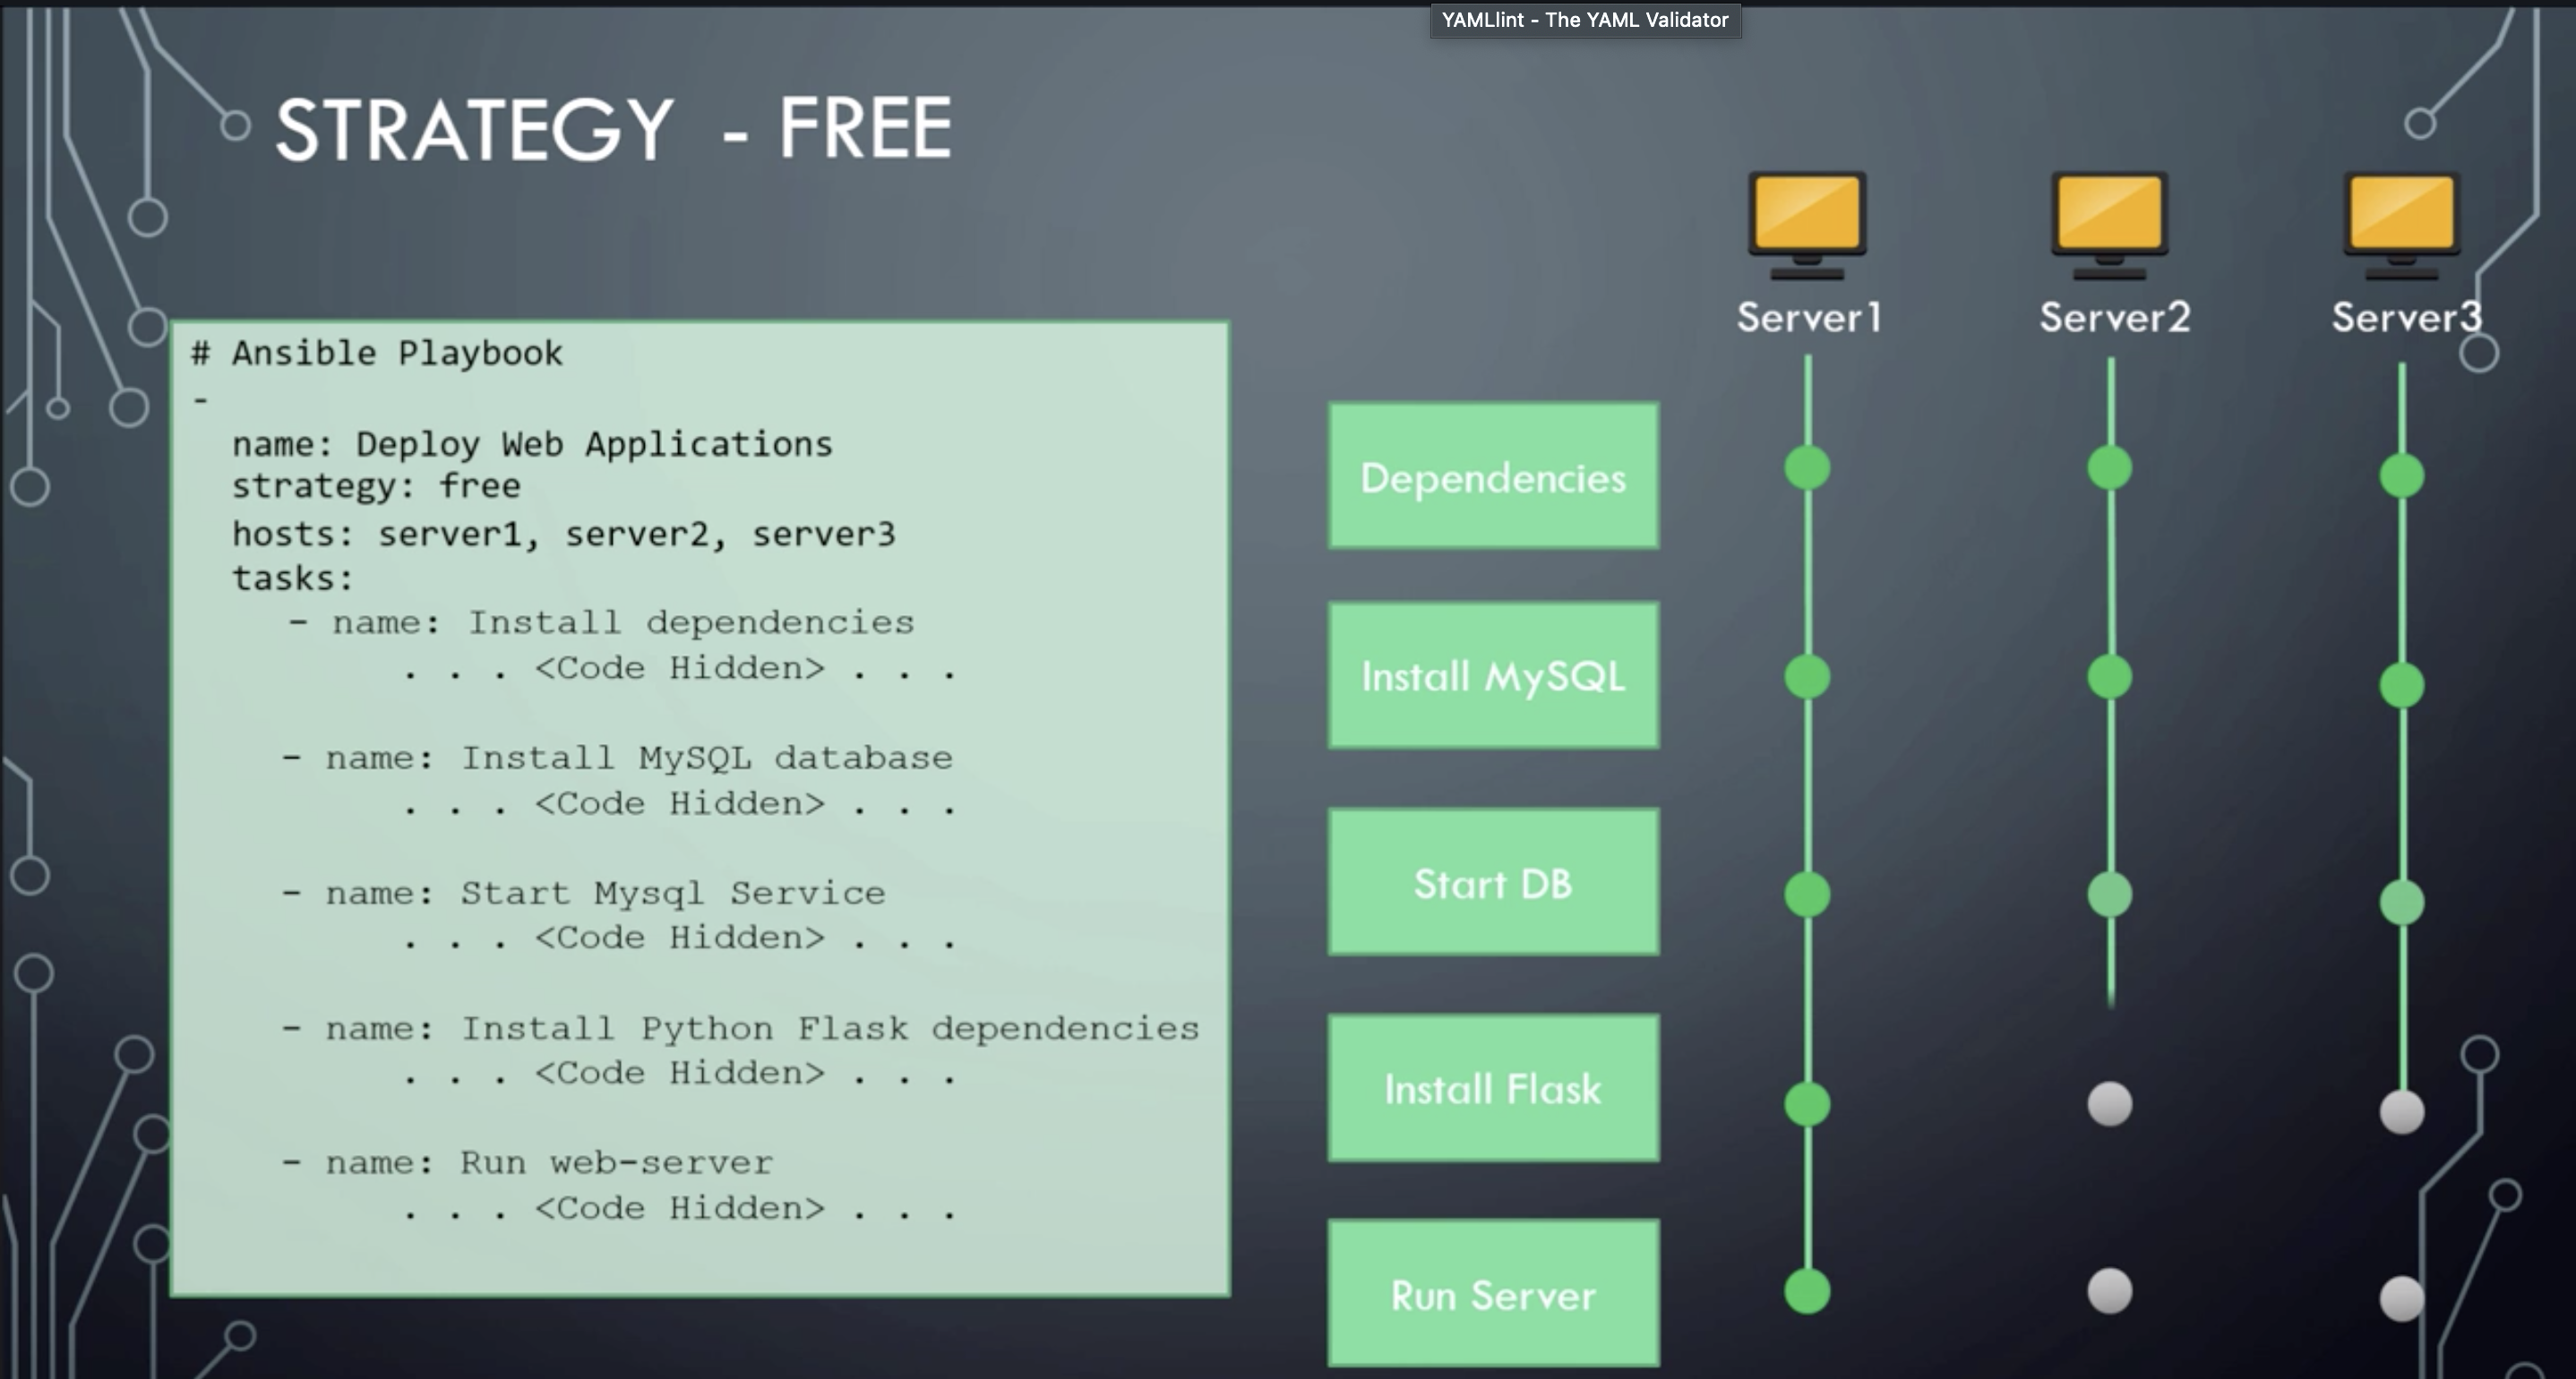 YAMLlint - The YAML Validator
STRATEGY - FREE
# Ansible Playbook
-
name: Deploy Web Applications
strategy: free
hosts: server1, server2, server3
tasks:
- name: Install dependencies
. . . <Code Hidden> . . .
- name: Install MySQL database
. . . <Code Hidden> . . .
- name: Start Mysql Service
. . . <Code Hidden> . . .
- name: Install Python Flask dependencies
. . . <Code Hidden> . . .
- name: Run web-server
. . . <Code Hidden> . . .
Server1
Server2
Server3
Dependencies
Install MySQL
Start DB
Install Flask
Run Server